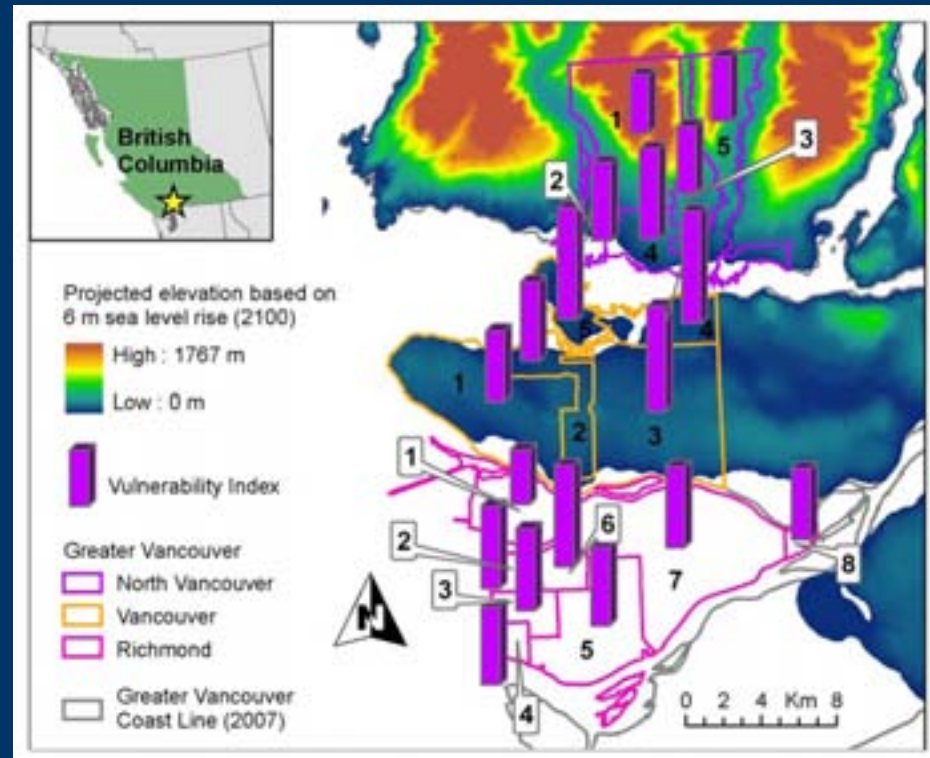 British
Columbia
Projected elevation based on
6 m sea level rise (2100)
High : 1767 m
Low : 0 m
Vulnerability Index
Greater Vancouver
North Vancouver
Vancouver
Richmond
Greater Vancouver
Coast Line (2007)
1
5
3
2
4
5
4
1
2
3
1
2
6
3
7
8
5
4
N
0 2 4 Km 8